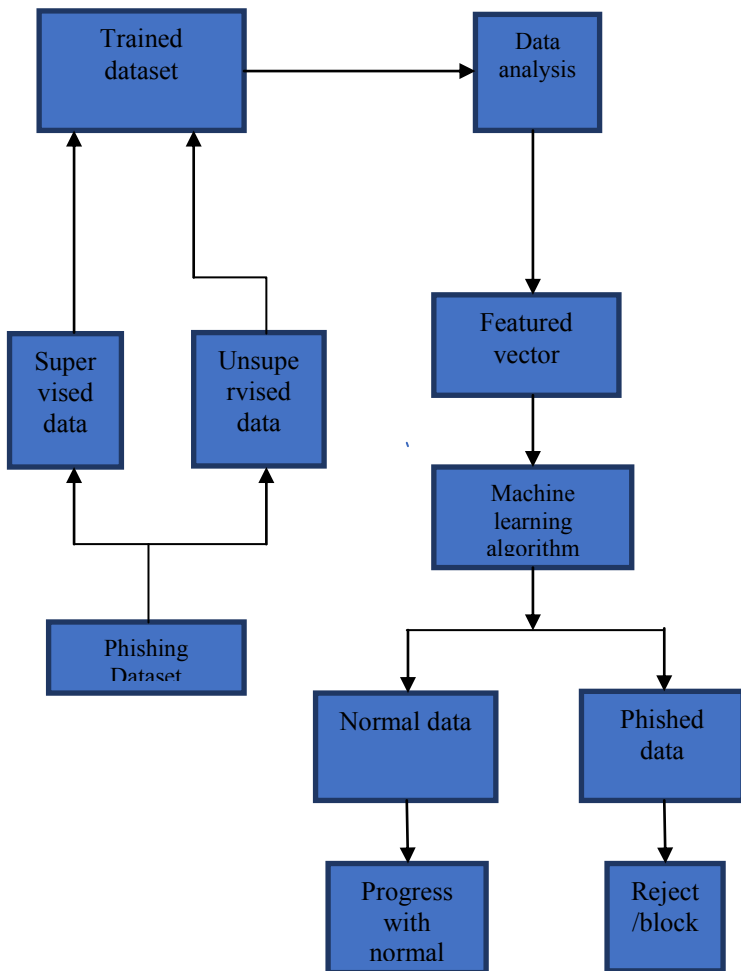 Trained
dataset
Data
analysis
Super
vised
data
Unsupe
rvised
data
Featured
vector
Machine
learning
algorithm
Phishing
Dataset
Normal data
Phished
data
Progress
with
normal
Reject
/block